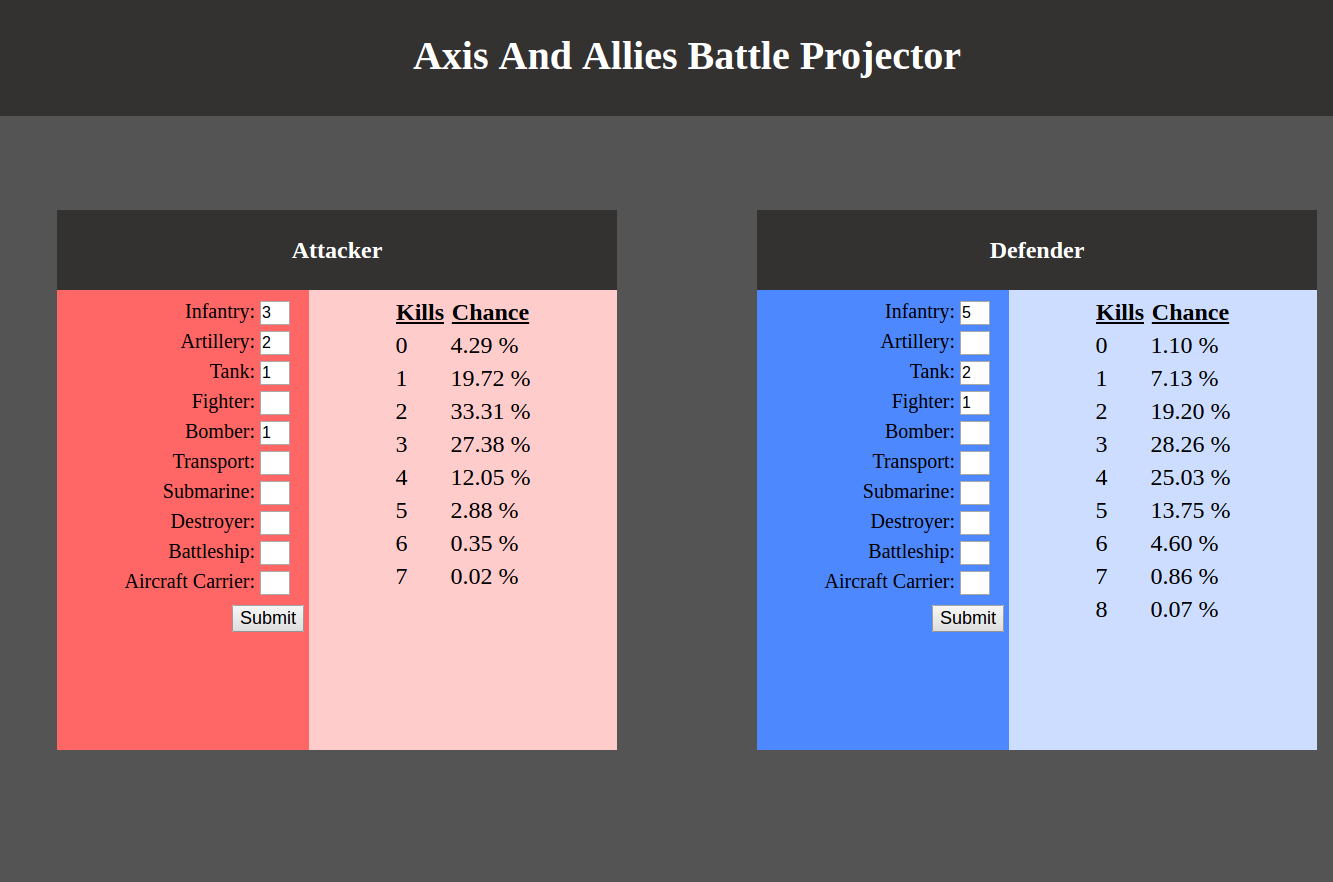 Axis And Allies Battle Projector
Attacker
Infantry: 3
Artillery: 2
Tank: 1
Fighter:
Bomber: 1
Transport:
Submarine:
Destroyer:
Battleship:
Aircraft Carrier:
Submit
Kills Chance
0 4.29 %
1 19.72 %
2 33.31 %
3 27.38 %
4 12.05 %
5 2.88 %
6 0.35 %
7 0.02 %
Defender
Infantry: 5
Artillery:
Tank: 2
Fighter: 1
Bomber:
Transport:
Submarine:
Destroyer:
Battleship:
Aircraft Carrier:
Submit
Kills Chance
0 1.10 %
1 7.13 %
2 19.20 %
3 28.26 %
4 25.03 %
5 13.75 %
6 4.60 %
7 0.86 %
8 0.07 %